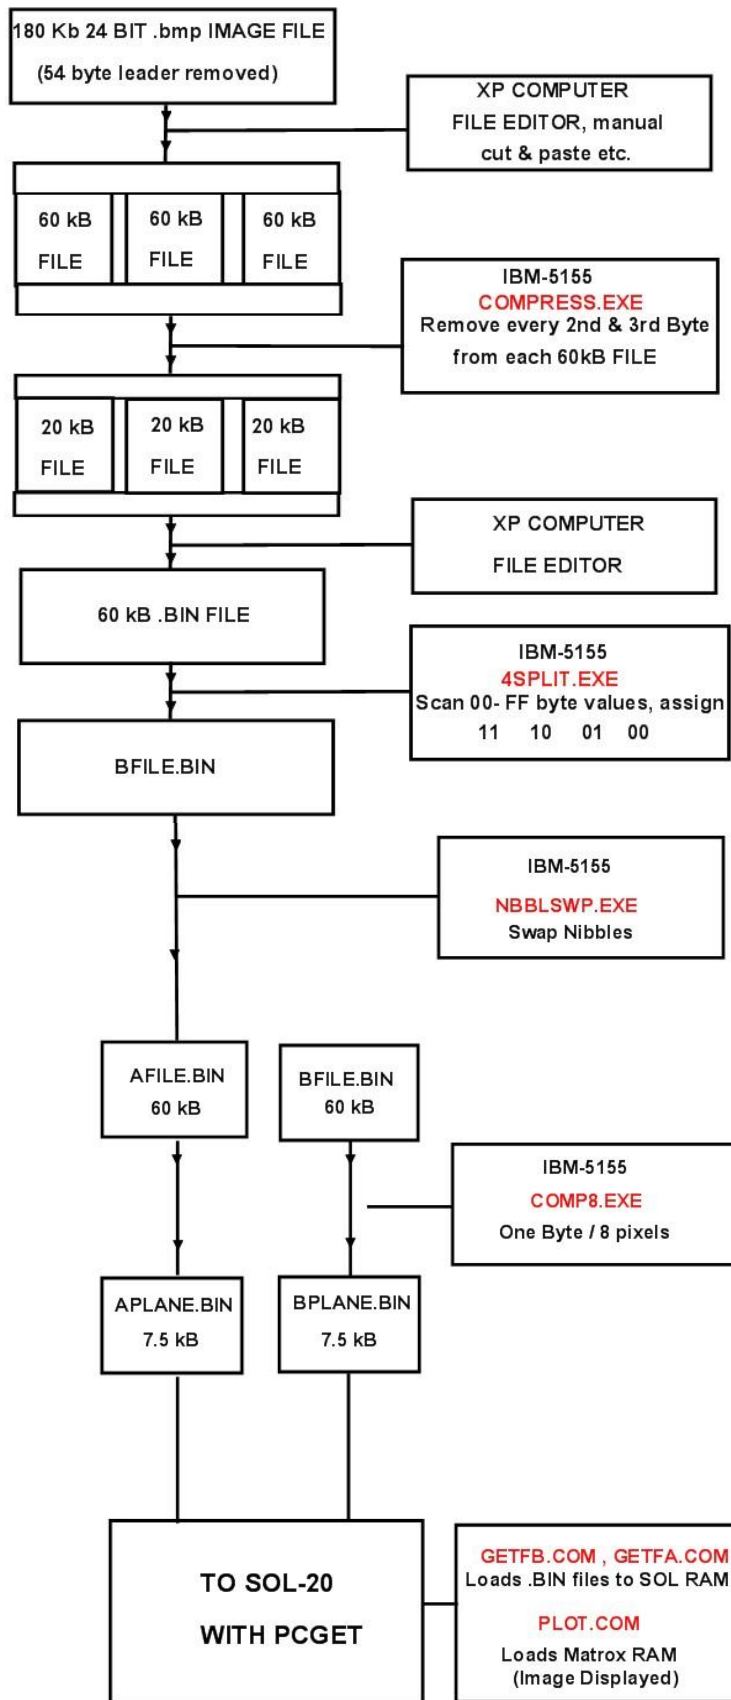 180 Kb 24 BIT .bmp IMAGE FILE
(54 byte leader removed)
XP COMPUTER
FILE EDITOR, manual
cut & paste etc.
60 kB
FILE
60 kB
FILE
60 kB
FILE
IBM-5155
COMPRESS.EXE
Remove every 2nd & 3rd Byte
from each 60kB FILE
20 kB
FILE
20 kB
FILE
20 kB
FILE
XP COMPUTER
FILE EDITOR
60 kB .BIN FILE
IBM-5155
4SPLIT.EXE
Scan 00- FF byte values, assign
11 10 01 00
BFILE.BIN
IBM-5155
NBBLSWP.EXE
Swap Nibbles
AFILE.BIN
60 kB
BFILE.BIN
60 kB
IBM-5155
COMP8.EXE
One Byte / 8 pixels
APLANE.BIN
7.5 kB
BPLANE.BIN
7.5 kB
TO SOL-20
WITH PCGET
GETFB.COM , GETFA.COM
Loads .BIN files to SOL RAM
PLOT.COM
Loads Matrox RAM
(Image Displayed)